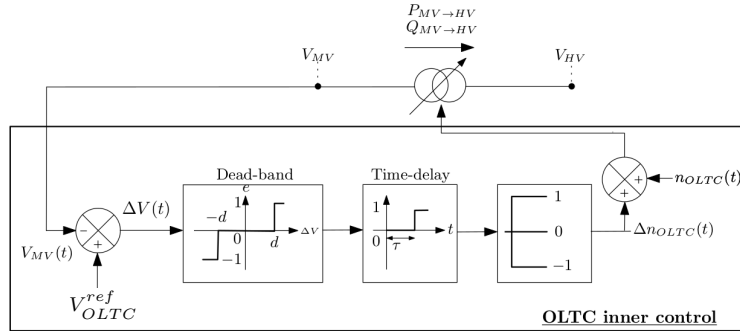 P_{MV→HV}
Q_{MV→HV}
V_{MV}
V_{HV}
Dead-band
Time-delay
e
1
-d
0
d
ΔV
-1
1
0
τ
t
1
0
-1
+
+
n_{OLTC}(t)
Δn_{OLTC}(t)
ΔV(t)
-
+
V_{MV}(t)
V_{OLTC}^{ref}
OLTC inner control